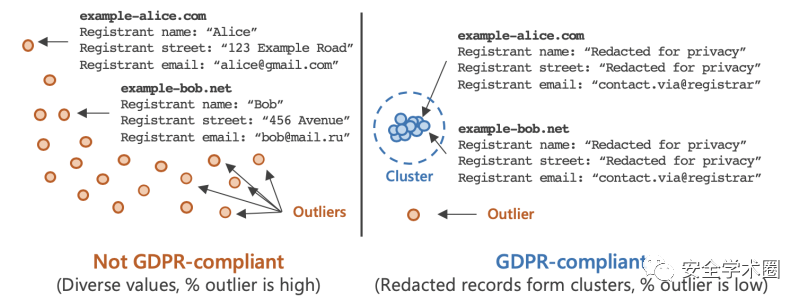 example-alice.com
Registrant name: “Alice”
Registrant street: “123 Example Road”
Registrant email: “alice@gmail.com”
example-bob.net
Registrant name: “Bob”
Registrant street: “456 Avenue”
Registrant email: “bob@mail.ru”
Outliers
Not GDPR-compliant
(Diverse values, % outlier is high)
example-alice.com
Registrant name: “Redacted for privacy”
Registrant street: “Redacted for privacy”
Registrant email: “contact.via@registrar”
example-bob.net
Registrant name: “Redacted for privacy”
Registrant street: “Redacted for privacy”
Registrant email: “contact.via@registrar”
Cluster
Outlier
GDPR-compliant
(Redacted records form clusters, % outlier is low)
安全学术圈